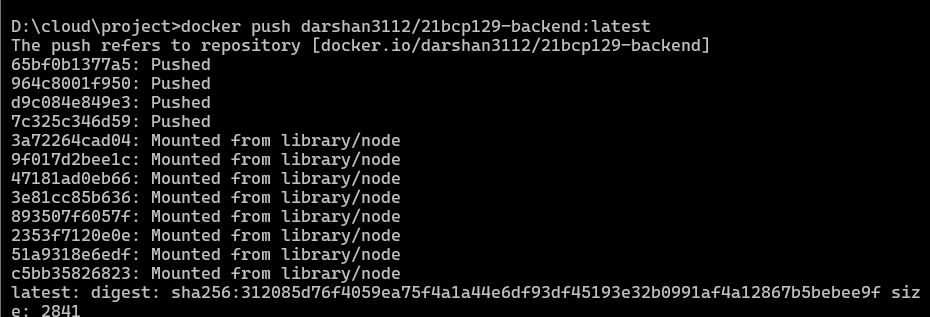 D:\cloud\project>docker push darshan3112/21bcp129-backend:latest
The push refers to repository [docker.io/darshan3112/21bcp129-backend]
65bf0b1377a5: Pushed
964c8001f950: Pushed
d9c084e849e3: Pushed
7c325c346d59: Pushed
3a72264cad04: Mounted from library/node
9f017d2bee1c: Mounted from library/node
47181ad0eb66: Mounted from library/node
3e81cc85b636: Mounted from library/node
893507f6057f: Mounted from library/node
2353f7120e0e: Mounted from library/node
51a9318e6edf: Mounted from library/node
c5bb35826823: Mounted from library/node
latest: digest: sha256:312085d76f4059ea75f4a1a44e6df93df45193e32b0991af4a12867b5bebee9f siz
e: 2841